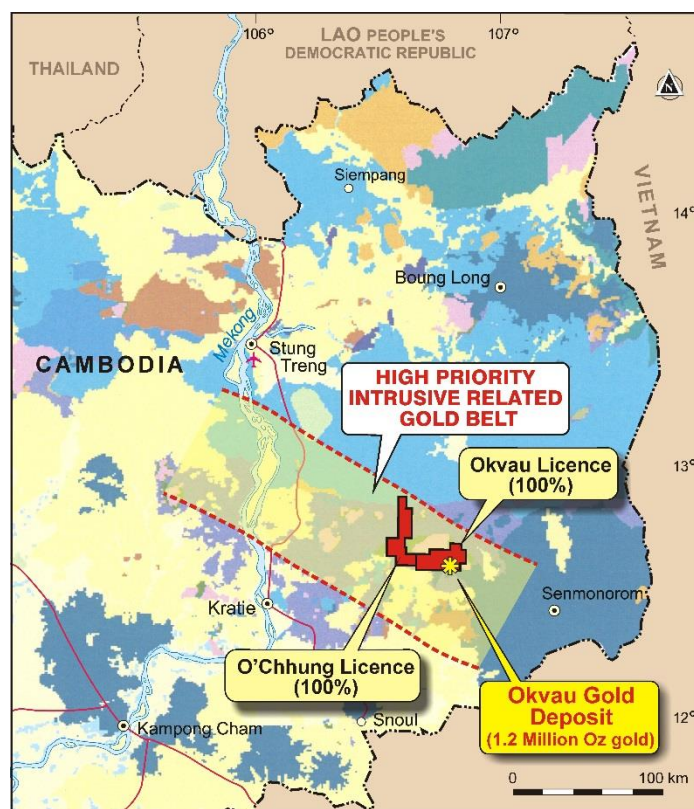 106°
107°
LAO PEOPLE'S
DEMOCRATIC REPUBLIC
THAILAND
N
Siempang
VIETNAM
14°
Boung Long
Mekong
Stung
Treng
CAMBODIA
HIGH PRIORITY
INTRUSIVE RELATED
GOLD BELT
Okvau Licence
(100%)
13°
Kratie
Senmonorom
O'Chhung Licence
(100%)
Okvau Gold
Deposit
(1.2 Million Oz gold)
Snoul
12°
Kampong Cham
0
100 km